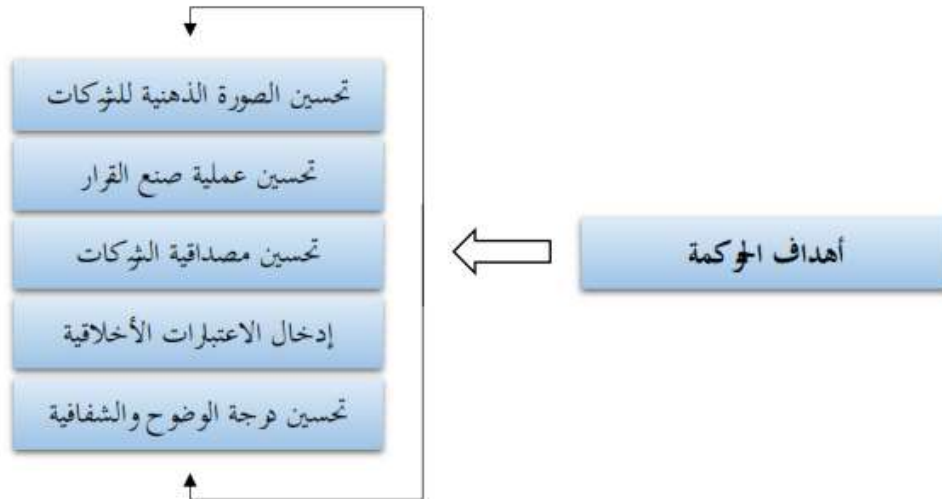 أهداف الحوكمة
تحسين الصورة الذهنية للشركات
تحسين عملية صنع القرار
تحسين مصداقية الشركات
إدخال الاعتبارات الأخلاقية
تحسين درجة الوضوح والشفافية